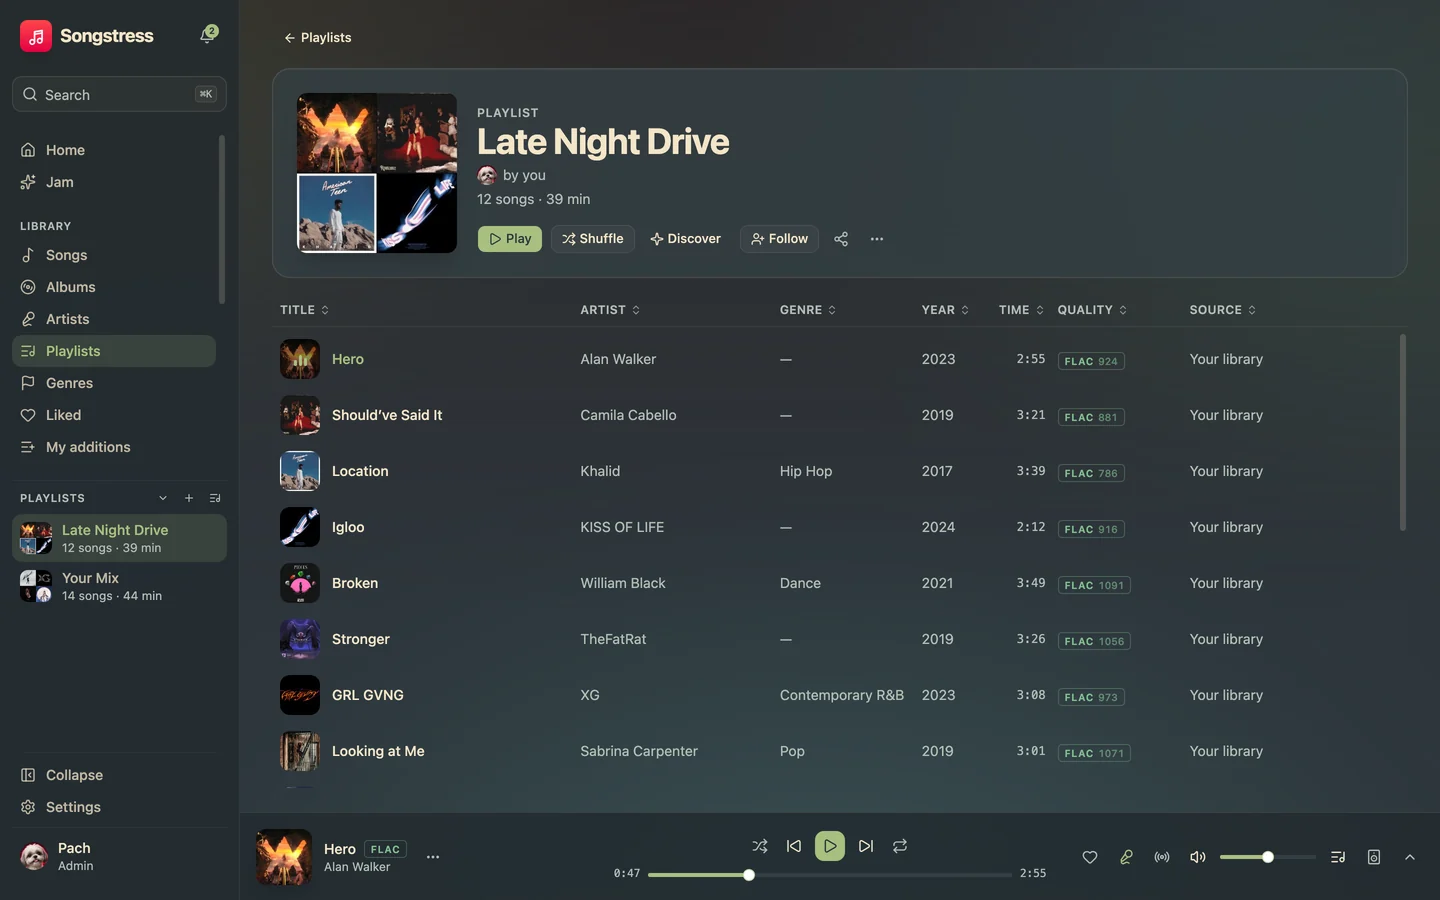 Songstress
2
Search
⌘K
Home
Jam
LIBRARY
Songs
Albums
Artists
Playlists
Genres
Liked
My additions
PLAYLISTS
Late Night Drive
12 songs · 39 min
Your Mix
14 songs · 44 min
Collapse
Settings
Pach
Admin
Playlists
PLAYLIST
Late Night Drive
by you
12 songs · 39 min
Play Shuffle Discover Follow
TITLE ARTIST GENRE YEAR TIME QUALITY SOURCE
Hero Alan Walker — 2023 2:55 FLAC 924 Your library
Should’ve Said It Camila Cabello — 2019 3:21 FLAC 881 Your library
Location Khalid Hip Hop 2017 3:39 FLAC 786 Your library
Igloo KISS OF LIFE — 2024 2:12 FLAC 916 Your library
Broken William Black Dance 2021 3:49 FLAC 1091 Your library
Stronger TheFatRat — 2019 3:26 FLAC 1056 Your library
GRL GVNG XG Contemporary R&B 2023 3:08 FLAC 973 Your library
Looking at Me Sabrina Carpenter Pop 2019 3:01 FLAC 1071 Your library
Hero FLAC
Alan Walker
0:47 2:55